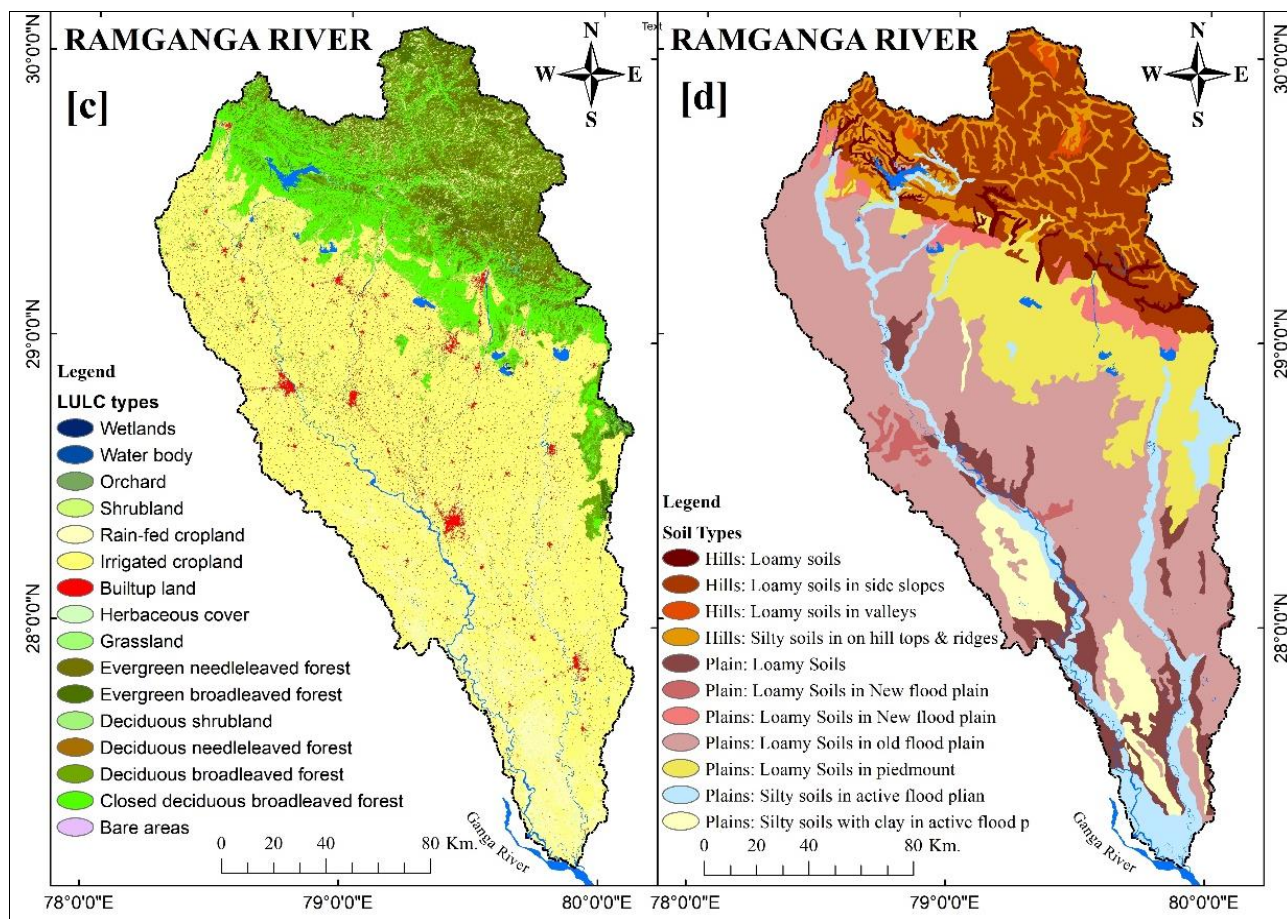 RAMGANGA RIVER
[c]
N
W E
S
30°0'0"N
29°0'0"N
28°0'0"N
Legend
LULC types
Wetlands
Water body
Orchard
Shrubland
Rain-fed cropland
Irrigated cropland
Builtup land
Herbaceous cover
Grassland
Evergreen needleleaved forest
Evergreen broadleaved forest
Deciduous shrubland
Deciduous needleleaved forest
Deciduous broadleaved forest
Closed deciduous broadleaved forest
Bare areas
0 20 40 80 Km.
Ganga River
78°0'0"E 79°0'0"E 80°0'0"E
Text
RAMGANGA RIVER
[d]
N
W E
S
30°0'0"N
29°0'0"N
28°0'0"N
Legend
Soil Types
Hills: Loamy soils
Hills: Loamy soils in side slopes
Hills: Loamy soils in valleys
Hills: Silty soils in on hill tops & ridges
Plain: Loamy Soils
Plain: Loamy Soils in New flood plain
Plains: Loamy Soils in New flood plain
Plains: Loamy Soils in old flood plain
Plains: Loamy Soils in piedmount
Plains: Silty soils in active flood plian
Plains: Silty soils with clay in active flood p
0 20 40 80 Km.
Ganga River
78°0'0"E 79°0'0"E 80°0'0"E